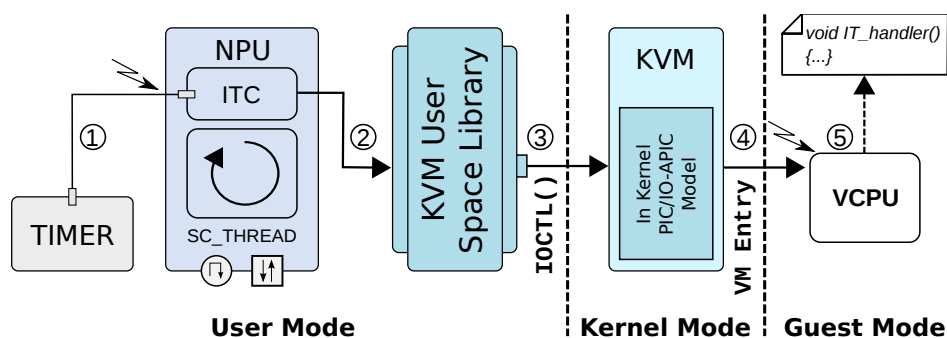 NPU
ITC
①
TIMER
SC_THREAD
②
KVM User
Space Library
③
IOCTL()
KVM
In Kernel
PIC/IO-APIC
Model
④
VM Entry
void IT_handler()
{...}
⑤
VCPU
User Mode
Kernel Mode
Guest Mode